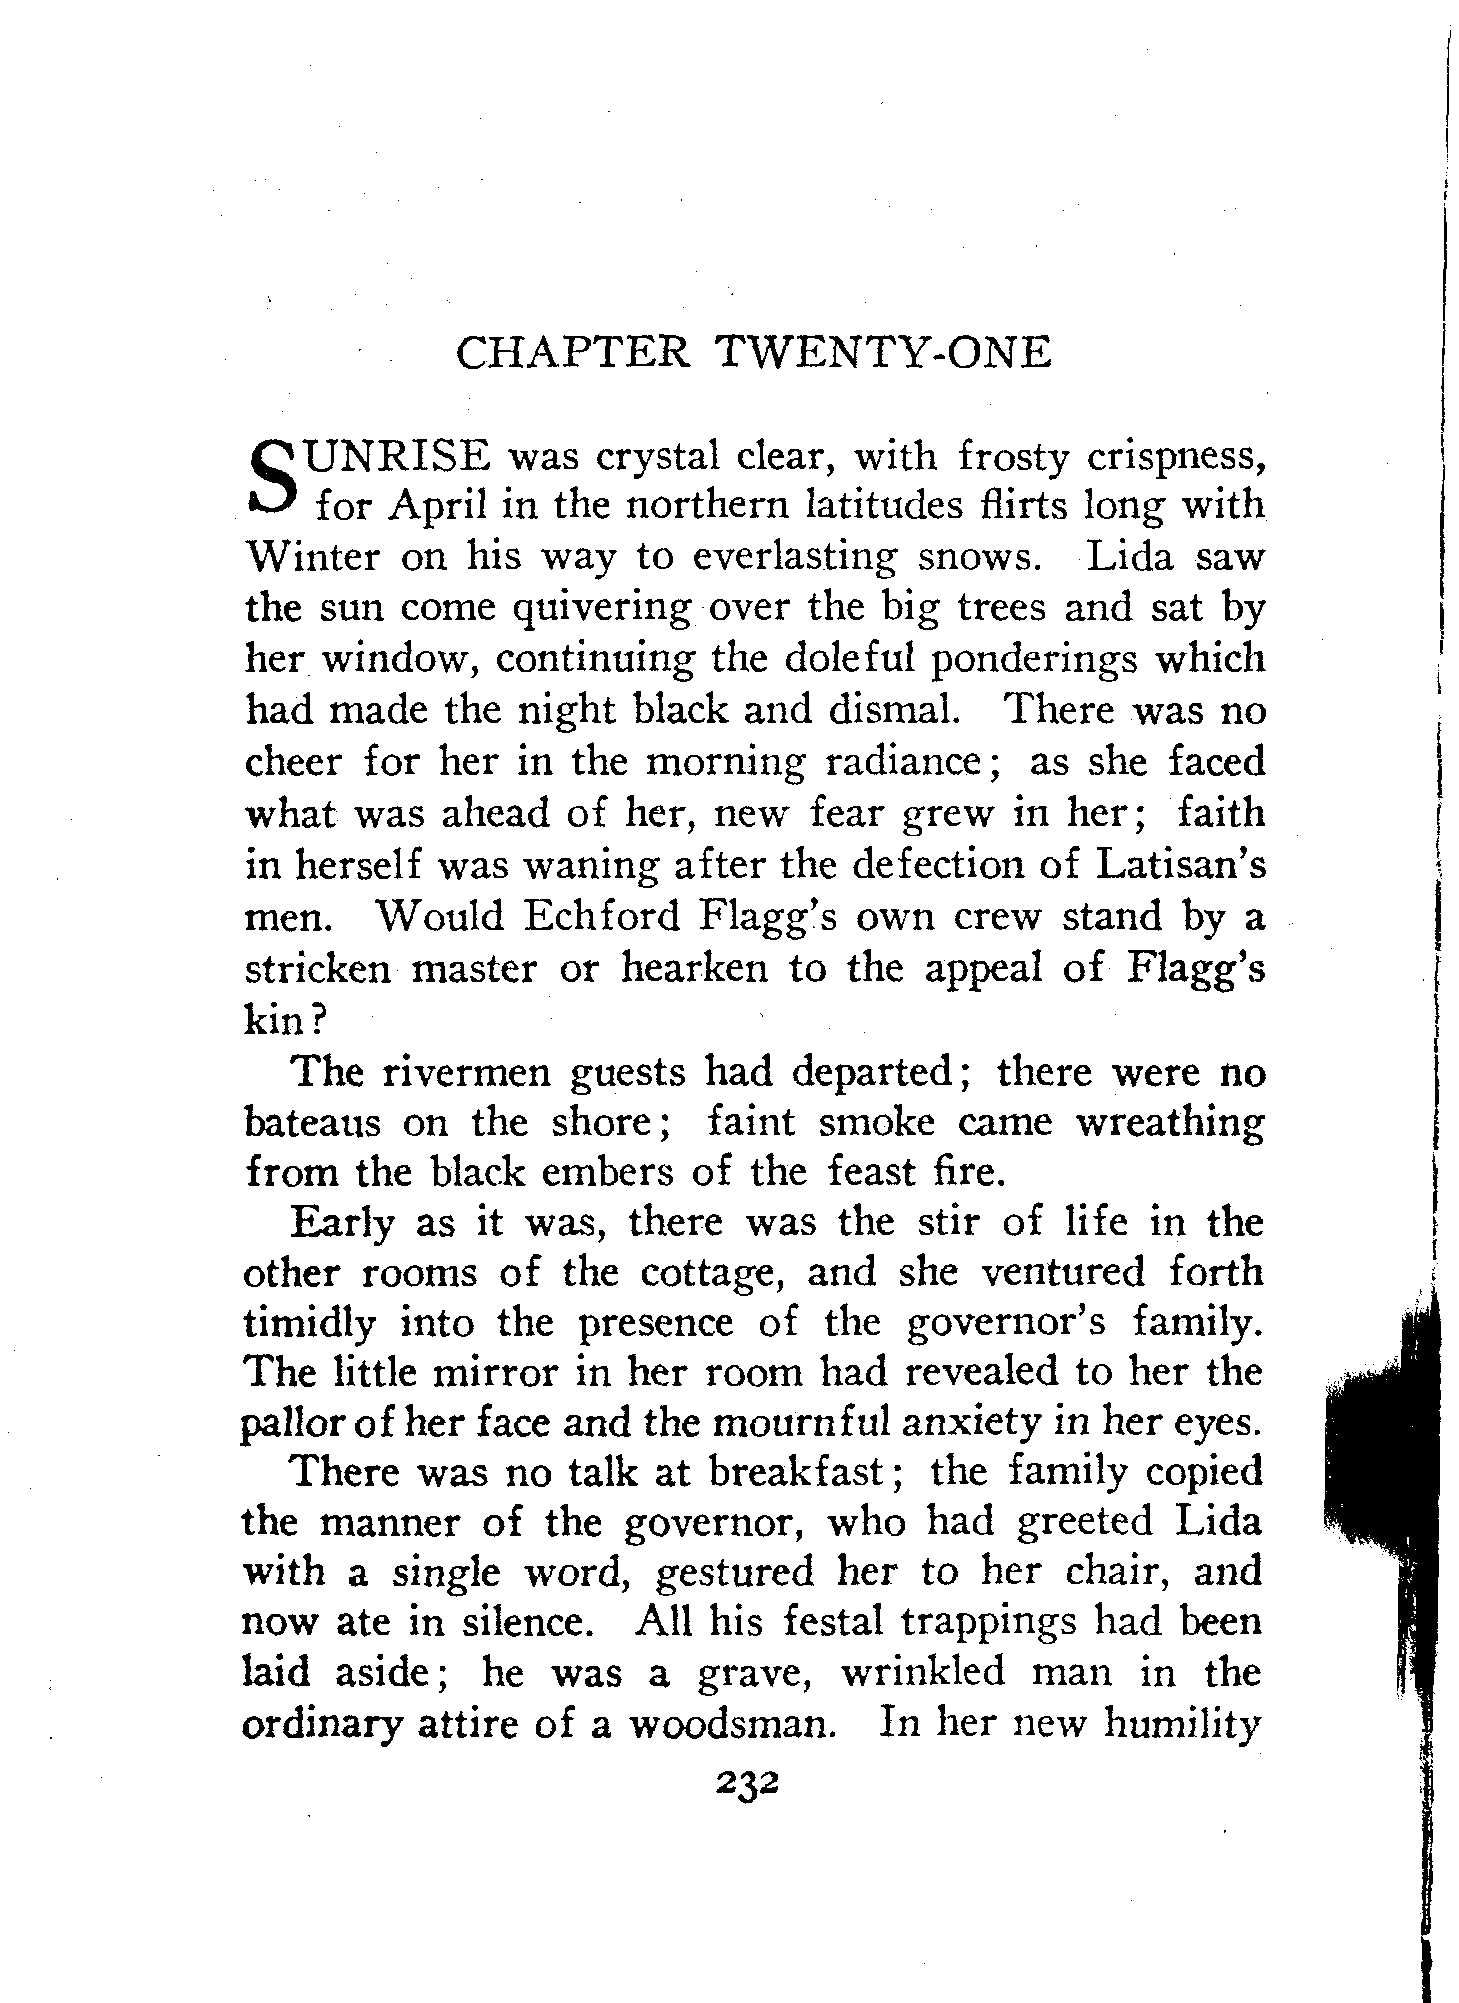 CHAPTER TWENTY-ONE
SUNRISE was crystal clear, with frosty crispness,
for April in the northern latitudes flirts long with
Winter on his way to everlasting snows. Lida saw
the sun come quivering over the big trees and sat by
her window, continuing the doleful ponderings which
had made the night black and dismal. There was no
cheer for her in the morning radiance; as she faced
what was ahead of her, new fear grew in her; faith
in herself was waning after the defection of Latisan's
men. Would Echford Flagg's own crew stand by a
stricken master or hearken to the appeal of Flagg's
kin?
The rivermen guests had departed; there were no
bateaus on the shore; faint smoke came wreathing
from the black embers of the feast fire.
Early as it was, there was the stir of life in the
other rooms of the cottage, and she ventured forth
timidly into the presence of the governor's family.
The little mirror in her room had revealed to her the
pallor of her face and the mournful anxiety in her eyes.
There was no talk at breakfast; the family copied
the manner of the governor, who had greeted Lida
with a single word, gestured her to her chair, and
now ate in silence. All his festal trappings had been
laid aside; he was a grave, wrinkled man in the
ordinary attire of a woodsman. In her new humility
232